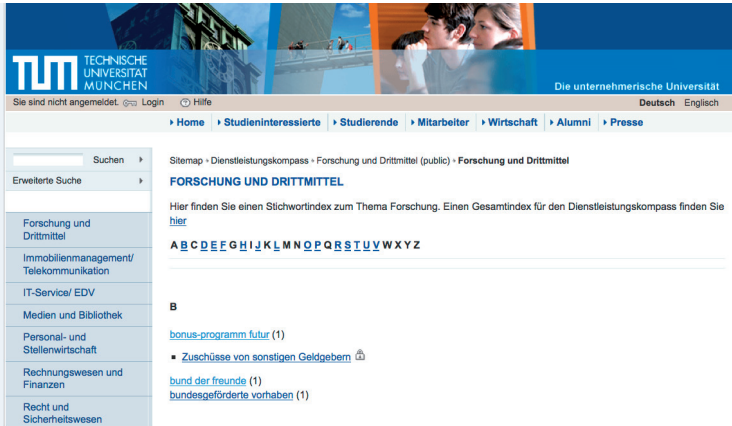 TUM TECHNISCHE
UNIVERSITÄT
MÜNCHEN
Die unternehmerische Universität
Sie sind nicht angemeldet. Login Hilfe
Deutsch Englisch
Home Studieninteressierte Studierende Mitarbeiter Wirtschaft Alumni Presse
Suchen
Erweiterte Suche
Forschung und
Drittmittel
Immobilienmanagement/
Telekommunikation
IT-Service/ EDV
Medien und Bibliothek
Personal- und
Stellenwirtschaft
Rechnungswesen und
Finanzen
Recht und
Sicherheitswesen
Sitemap » Dienstleistungskompass » Forschung und Drittmittel (public) » Forschung und Drittmittel
FORSCHUNG UND DRITTMITTEL
Hier finden Sie einen Stichwortindex zum Thema Forschung. Einen Gesamtindex für den Dienstleistungskompass finden Sie
hier
A B C D E F G H I J K L M N O P Q R S T U V W X Y Z
B
bonus-programm futur (1)
Zuschüsse von sonstigen Geldgebern
bund der freunde (1)
bundesgeförderte vorhaben (1)